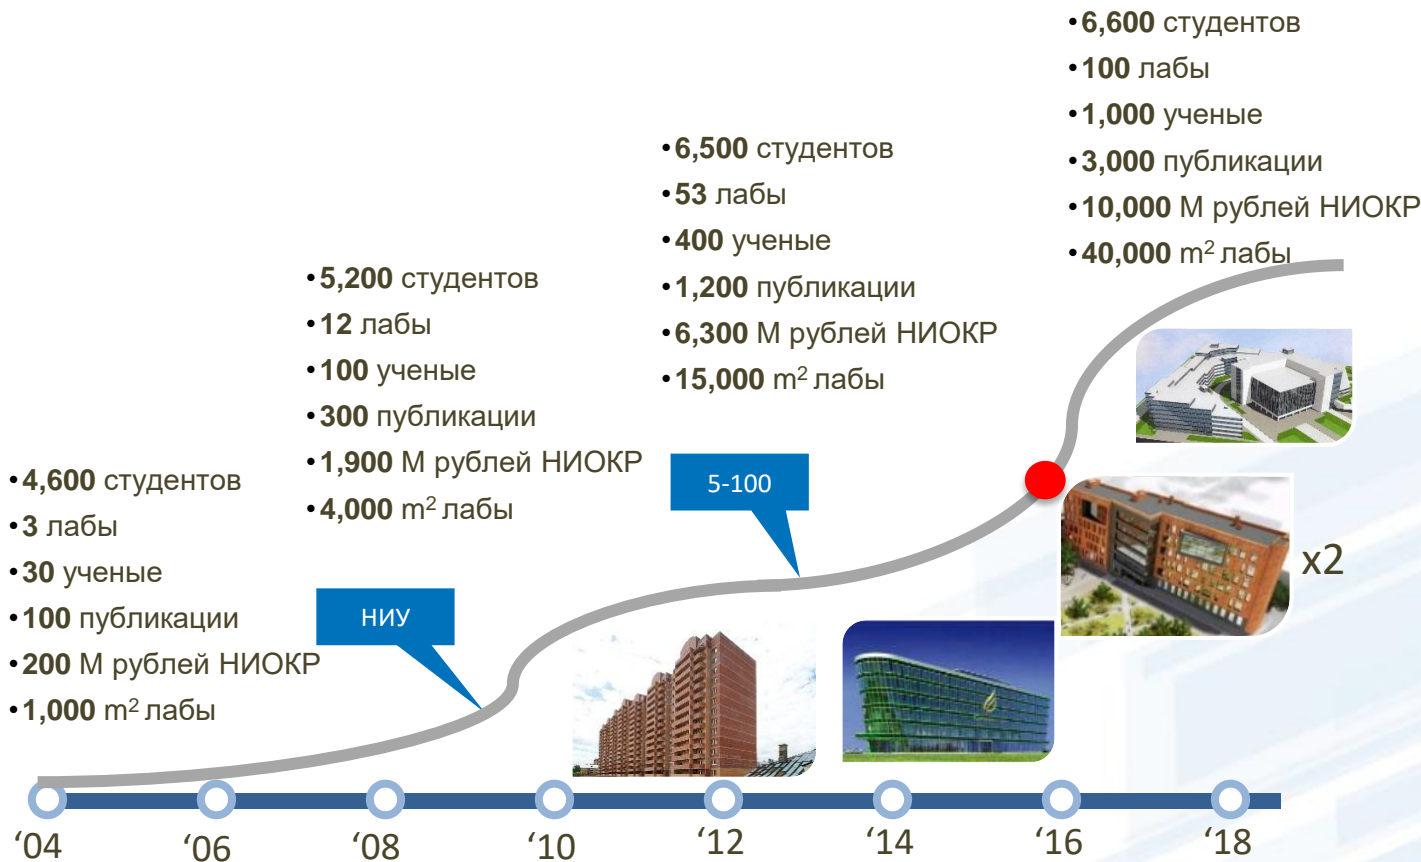 •4,600 студентов
•3 лабы
•30 ученые
•100 публикации
•200 М рублей НИОКР
•1,000 m² лабы
•5,200 студентов
•12 лабы
•100 ученые
•300 публикации
•1,900 М рублей НИОКР
•4,000 m² лабы
•6,500 студентов
•53 лабы
•400 ученые
•1,200 публикации
•6,300 М рублей НИОКР
•15,000 m² лабы
•6,600 студентов
•100 лабы
•1,000 ученые
•3,000 публикации
•10,000 М рублей НИОКР
•40,000 m² лабы
НИУ
5-100
x2
‘04 ‘06 ‘08 ‘10 ‘12 ‘14 ‘16 ‘18